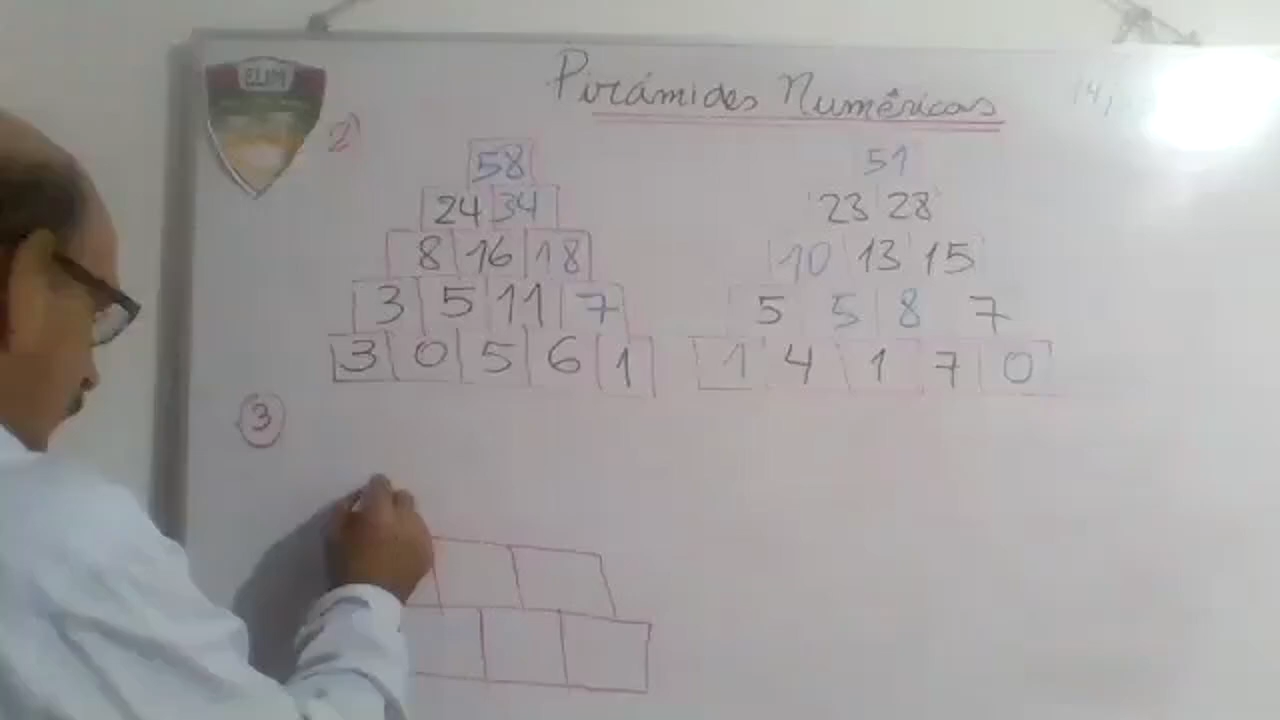 Pirámides Numéricas
ELIM
2)
58
24 34
8 16 18
3 5 11 7
3 0 5 6 1
51
23 28
10 13 15
5 5 8 7
1 4 1 7 0
3